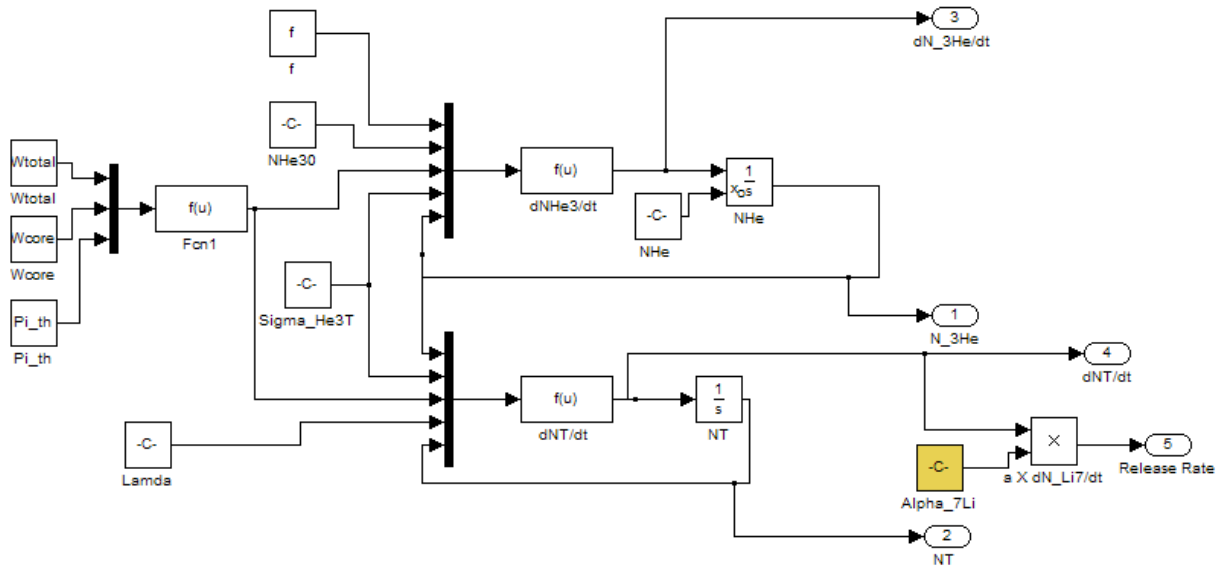 f
f
3
dN_3He/dt
-C-
NHe30
Wtotal
Wtotal
f(u)
Fcn1
f(u)
dNHe3/dt
1
xo s
NHe
-C-
NHe
Wcore
Wcore
-C-
Sigma_He3T
Pi_th
Pi_th
1
N_3He
4
dNT/dt
f(u)
dNT/dt
1
s
NT
-C-
Lamda
×
a X dN_Li7/dt
5
Release Rate
-C-
Alpha_7Li
2
NT